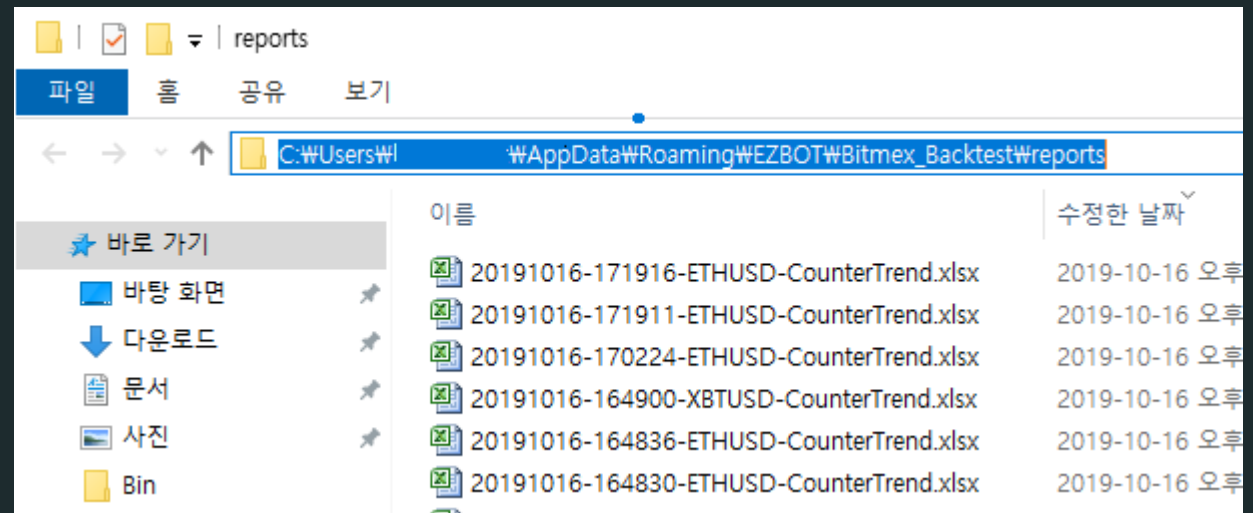 reports
파일 홈 공유 보기
C:₩Users₩ ₩AppData₩Roaming₩EZBOT₩Bitmex_Backtest₩reports
이름 수정한 날짜
바로 가기
바탕 화면
다운로드
문서
사진
Bin
20191016-171916-ETHUSD-CounterTrend.xlsx 2019-10-16 오후
20191016-171911-ETHUSD-CounterTrend.xlsx 2019-10-16 오후
20191016-170224-ETHUSD-CounterTrend.xlsx 2019-10-16 오후
20191016-164900-XBTUSD-CounterTrend.xlsx 2019-10-16 오후
20191016-164836-ETHUSD-CounterTrend.xlsx 2019-10-16 오후
20191016-164830-ETHUSD-CounterTrend.xlsx 2019-10-16 오후